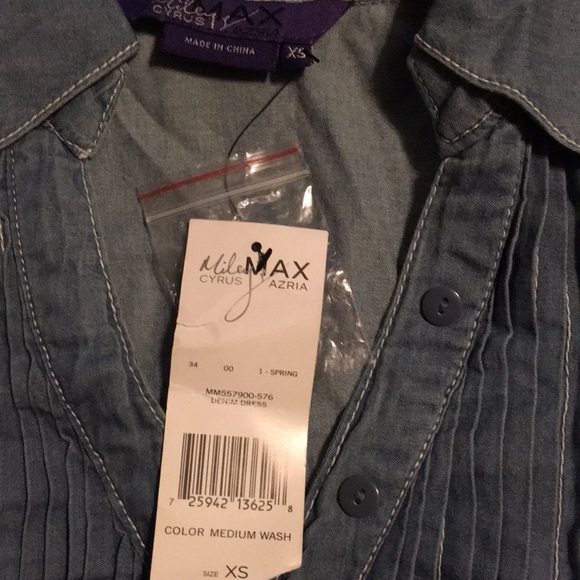 Miley MAX
CYRUS AZRIA
MADE IN CHINA
XS
Miley MAX
CYRUS AZRIA
34 00 1 - SPRING
MM557900-576
DENIM DRESS
7 25942 13625 8
COLOR MEDIUM WASH
SIZE XS